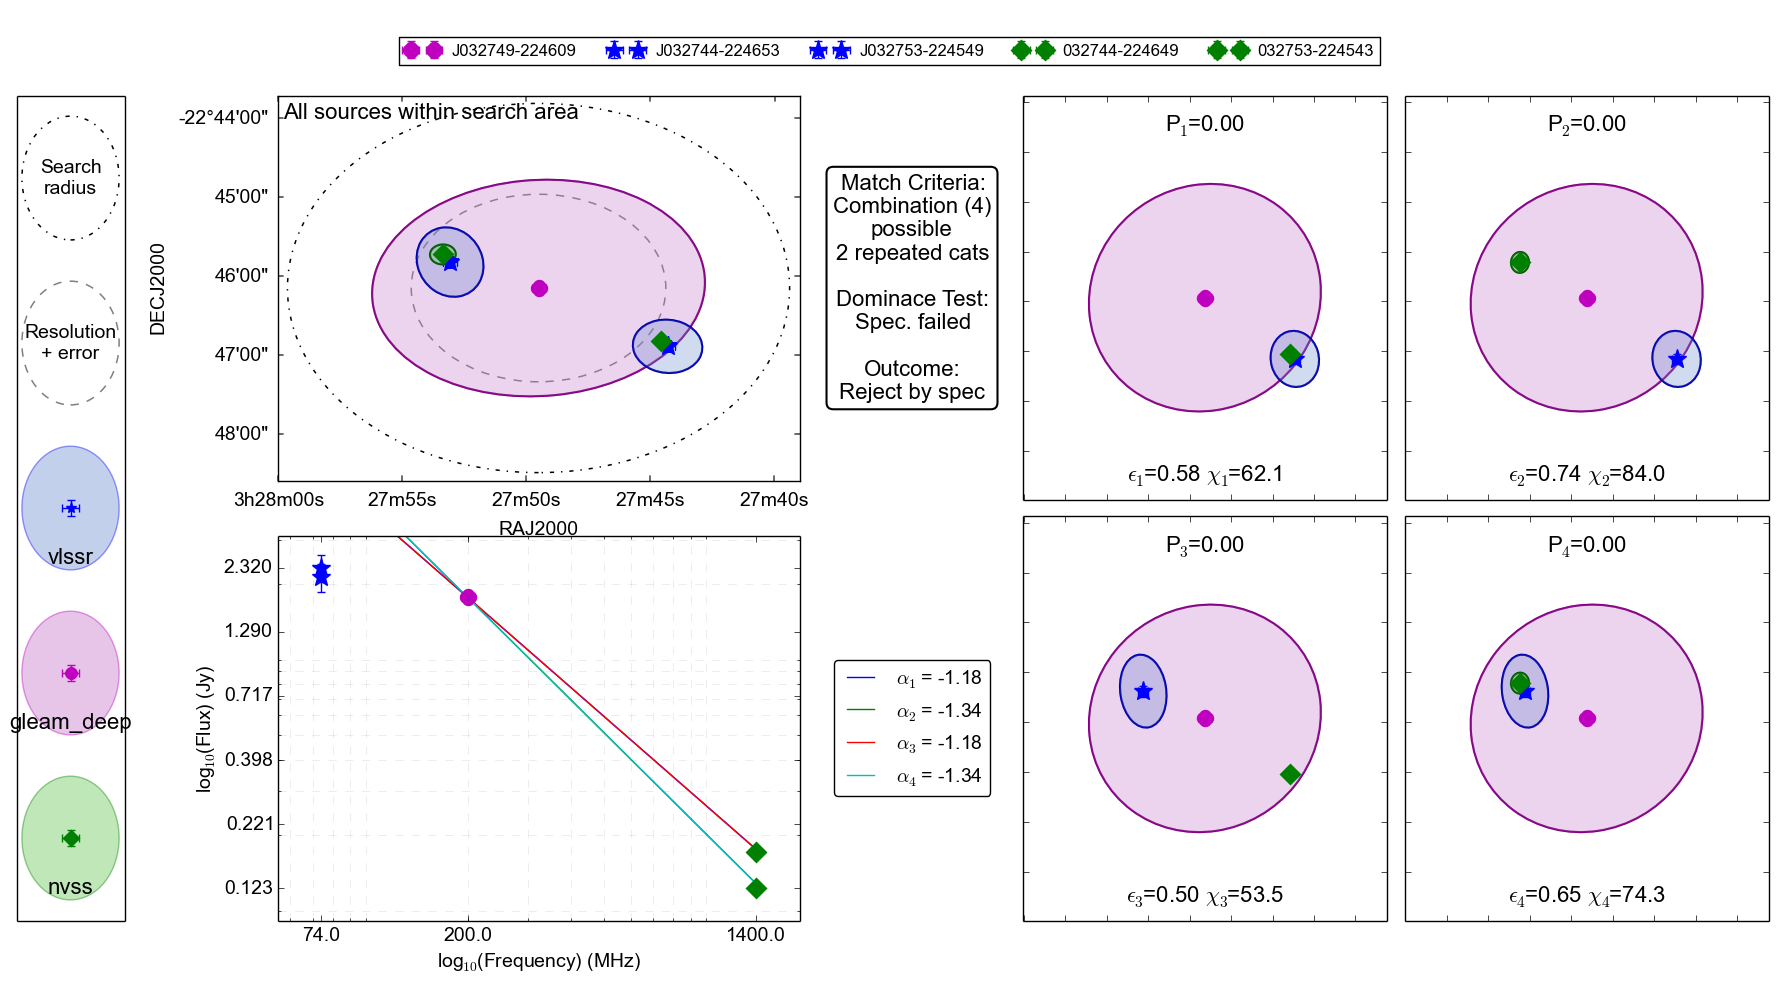 J032749-224609 J032744-224653 J032753-224549 032744-224649 032753-224543
Search
radius
Resolution
+ error
vlssr
gleam_deep
nvss
All sources within search area
-22°44'00"
45'00"
46'00"
47'00"
48'00"
DECJ2000
3h28m00s 27m55s 27m50s 27m45s 27m40s
RAJ2000
Match Criteria:
Combination (4)
possible
2 repeated cats
Dominace Test:
Spec. failed
Outcome:
Reject by spec
P₁=0.00
ϵ₁=0.58 χ₁=62.1
P₂=0.00
ϵ₂=0.74 χ₂=84.0
2.320
1.290
0.717
0.398
0.221
0.123
log₁₀(Flux) (Jy)
74.0 200.0 1400.0
log₁₀(Frequency) (MHz)
α₁ = -1.18
α₂ = -1.34
α₃ = -1.18
α₄ = -1.34
P₃=0.00
ϵ₃=0.50 χ₃=53.5
P₄=0.00
ϵ₄=0.65 χ₄=74.3